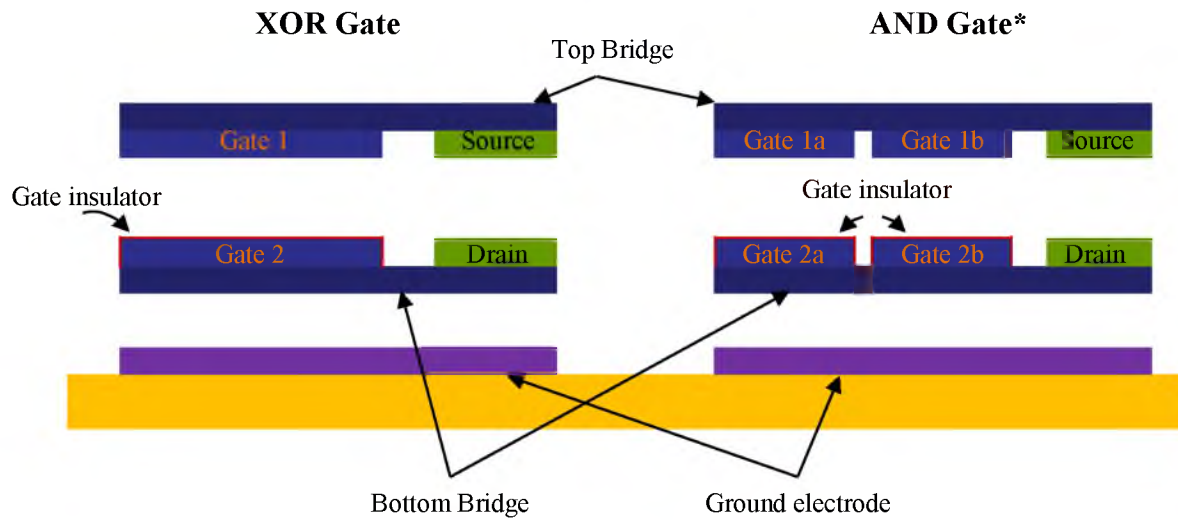 XOR Gate
AND Gate*
Top Bridge
Gate 1
Source
Gate 1a
Gate 1b
Source
Gate insulator
Gate insulator
Gate 2
Drain
Gate 2a
Gate 2b
Drain
Bottom Bridge
Ground electrode